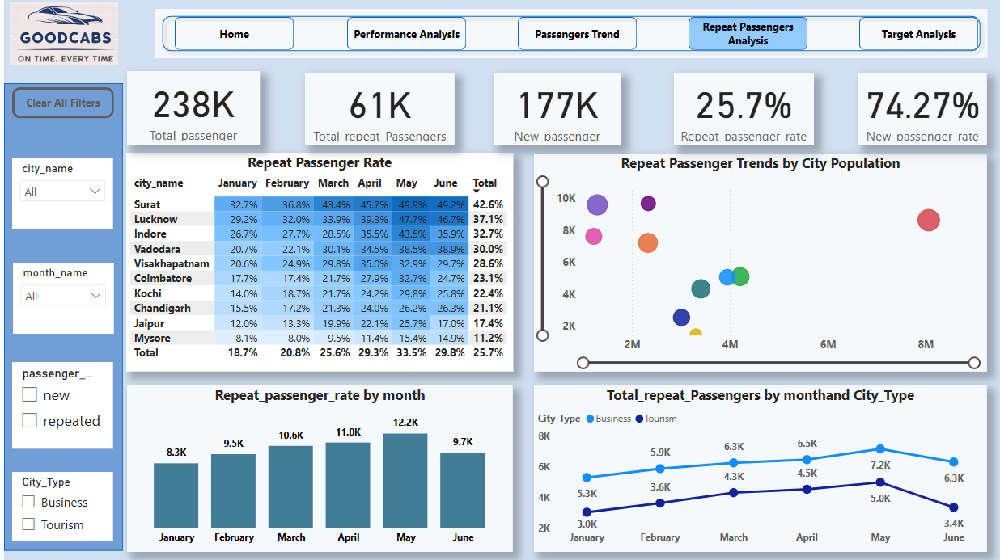 GOODCABS
ON TIME, EVERY TIME
Home
Performance Analysis
Passengers Trend
Repeat Passengers
Analysis
Target Analysis
Clear All Filters
city_name
All
month_name
All
passenger_...
new
repeated
City_Type
Business
Tourism
238K
Total_passenger
61K
Total_repeat_Passengers
177K
New_passenger
25.7%
Repeat_passenger_rate
74.27%
New_passenger_rate
Repeat Passenger Rate
city_name January February March April May June Total
Surat 32.7% 36.8% 43.4% 45.7% 49.9% 49.2% 42.6%
Lucknow 29.2% 32.0% 33.9% 39.3% 47.7% 46.7% 37.1%
Indore 26.7% 27.7% 28.5% 35.5% 43.5% 35.9% 32.7%
Vadodara 20.7% 22.1% 30.1% 34.5% 38.5% 38.9% 30.0%
Visakhapatnam 20.6% 24.9% 29.8% 35.0% 32.9% 29.7% 28.6%
Coimbatore 17.7% 17.4% 21.7% 27.9% 32.7% 24.7% 23.1%
Kochi 14.0% 18.7% 21.7% 24.2% 29.8% 25.8% 22.4%
Chandigarh 15.5% 17.2% 21.3% 24.0% 26.2% 26.3% 21.1%
Jaipur 12.0% 13.3% 19.9% 22.1% 25.7% 17.0% 17.4%
Mysore 8.1% 8.0% 9.5% 11.4% 15.4% 14.9% 11.2%
Total 18.7% 20.8% 25.6% 29.3% 33.5% 29.8% 25.7%
Repeat Passenger Trends by City Population
10K
8K
6K
4K
2K
2M 4M 6M 8M
Repeat_passenger_rate by month
8.3K 9.5K 10.6K 11.0K 12.2K 9.7K
January February March April May June
Total_repeat_Passengers by monthand City_Type
City_Type Business Tourism
8K
6K
4K
2K
5.3K 5.9K 6.3K 6.5K 7.2K 6.3K
3.0K 3.6K 4.3K 4.5K 5.0K 3.4K
January February March April May June